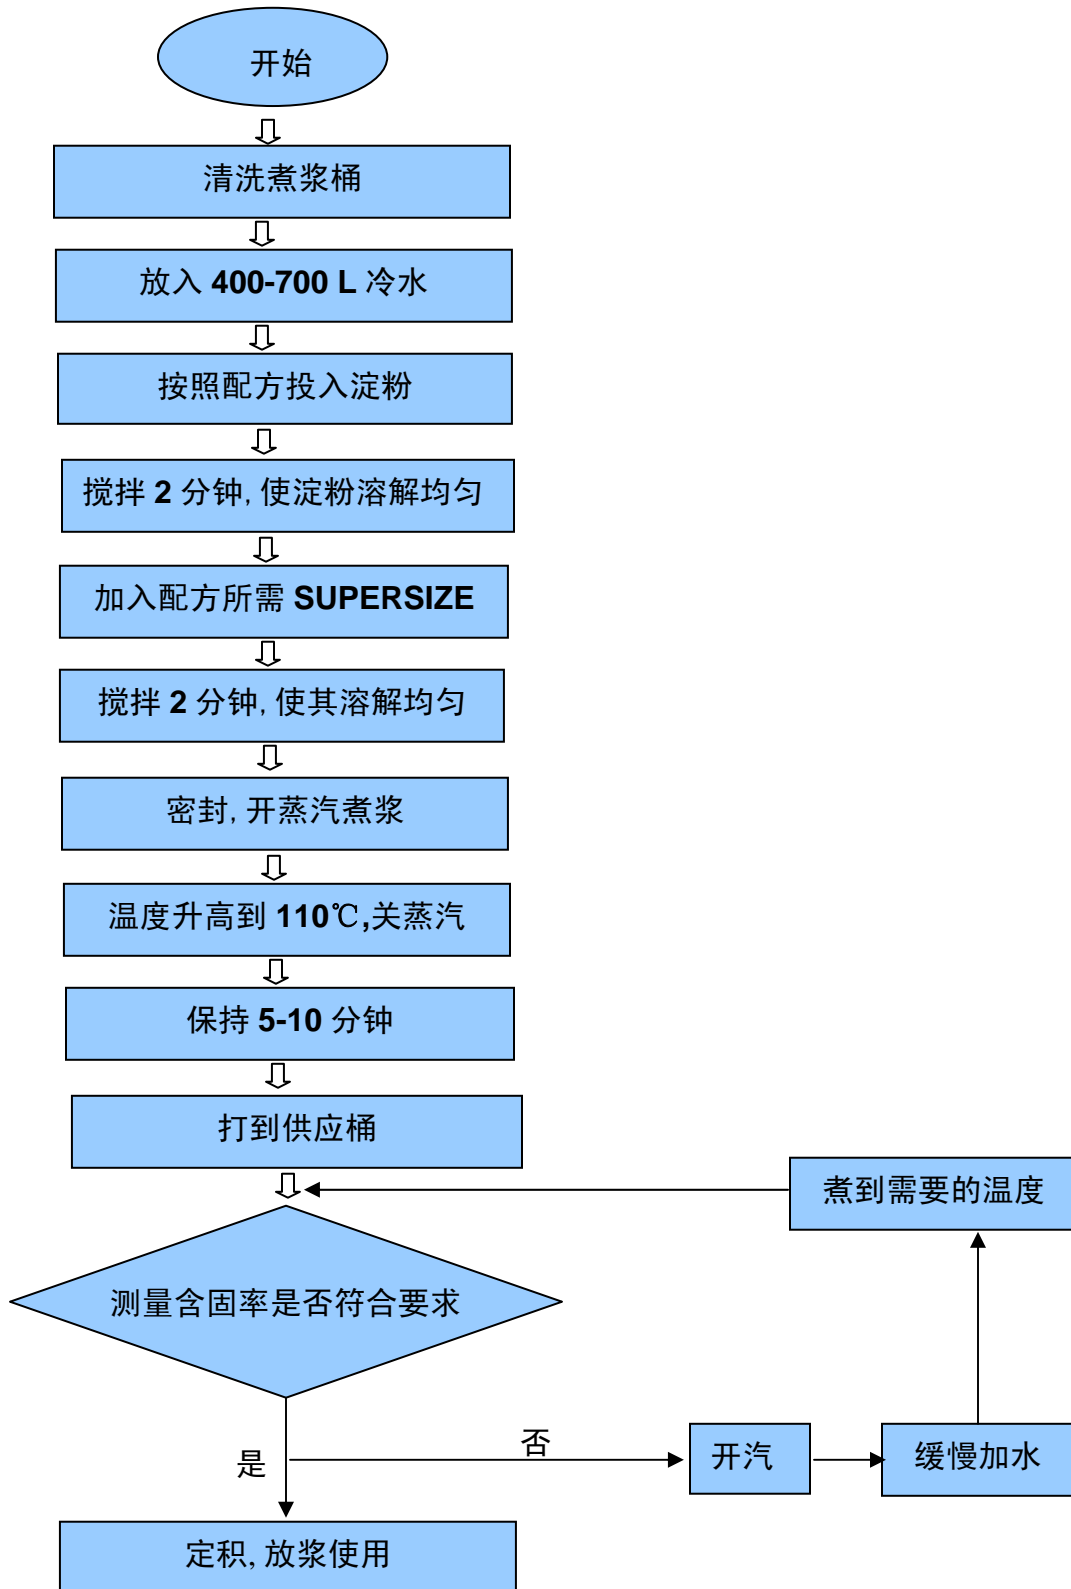 开始
清洗煮浆桶
放入 400-700 L 冷水
按照配方投入淀粉
搅拌 2 分钟, 使淀粉溶解均匀
加入配方所需 SUPERSIZE
搅拌 2 分钟, 使其溶解均匀
密封, 开蒸汽煮浆
温度升高到 110℃,关蒸汽
保持 5-10 分钟
打到供应桶
煮到需要的温度
测量含固率是否符合要求
否
是
开汽
缓慢加水
定积, 放浆使用